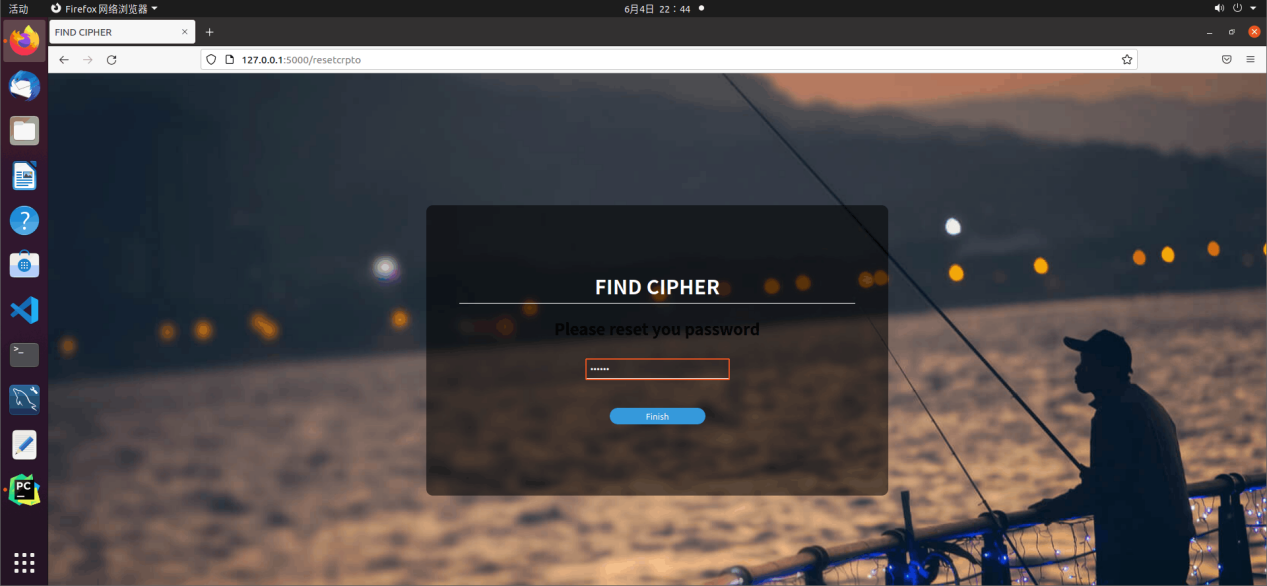 活动
Firefox 网络浏览器
6月4日 22：44
FIND CIPHER
127.0.0.1:5000/resetcrpto
FIND CIPHER
Please reset you password
••••••
Finish
>_
PC